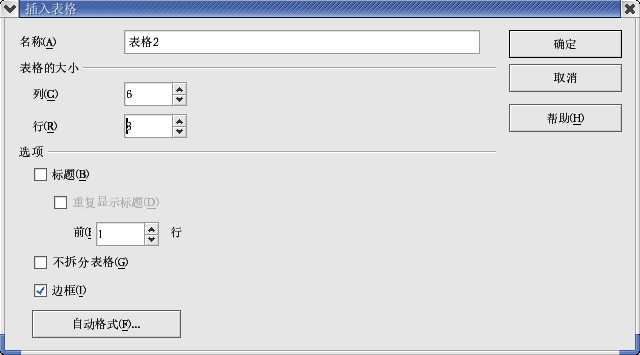 插入表格
名称(A) 表格2 确定
表格的大小 取消
列(C) 6
行(R) 3 帮助(H)
选项
标题(B)
重复显示标题(D)
前(I 1 行
不拆分表格(G)
边框(I)
自动格式(F)...